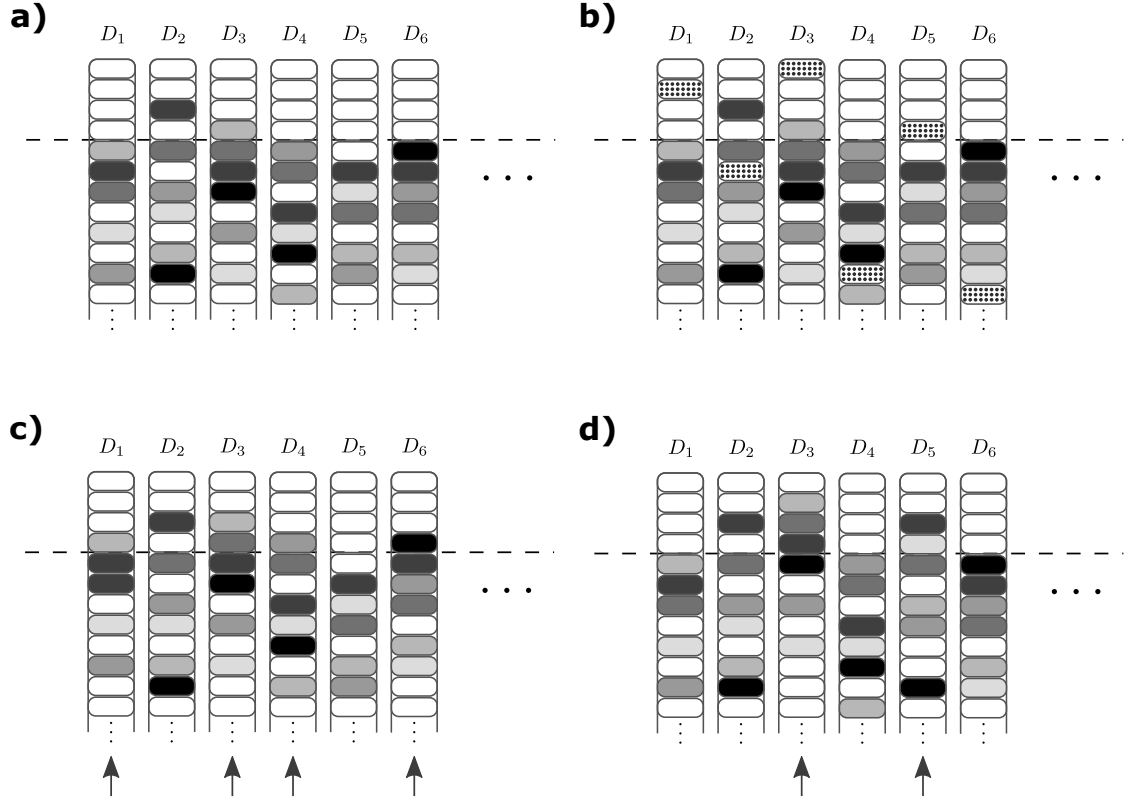 a)
D₁ D₂ D₃ D₄ D₅ D₆
. . .
b)
D₁ D₂ D₃ D₄ D₅ D₆
. . .
c)
D₁ D₂ D₃ D₄ D₅ D₆
. . .
d)
D₁ D₂ D₃ D₄ D₅ D₆
. . .